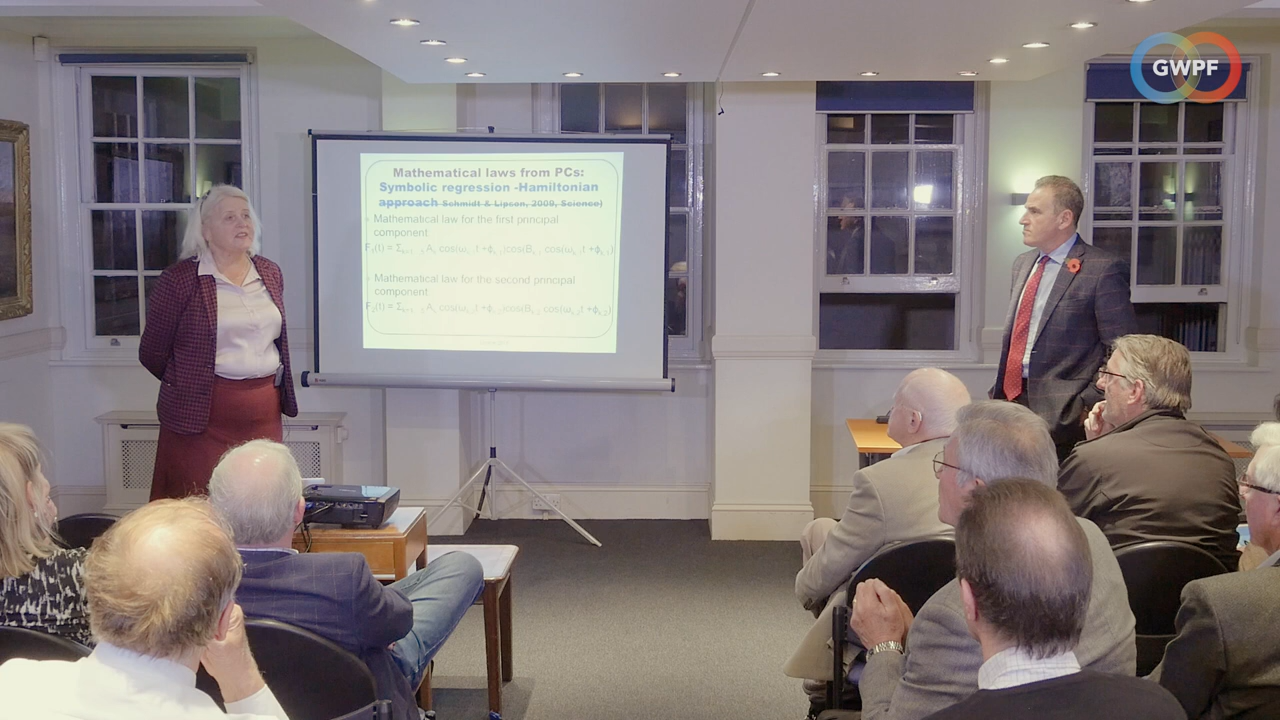 GWPF
Mathematical laws from PCs:
Symbolic regression -Hamiltonian
approach Schmidt & Lipson, 2009, Science)
Mathematical law for the first principal
component:
Mathematical law for the second principal
component